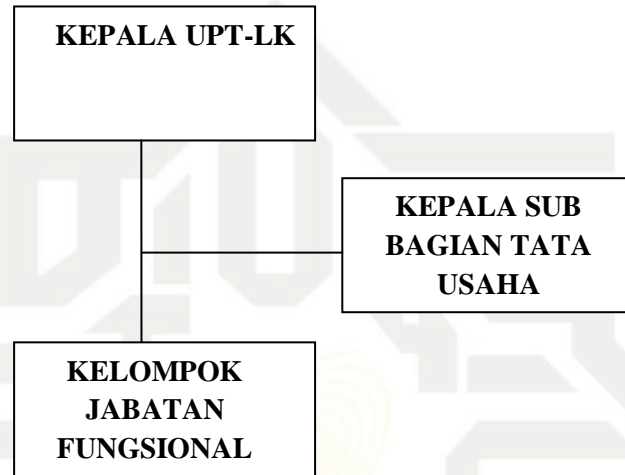 KEPALA UPT-LK
KEPALA SUB
BAGIAN TATA
USAHA
KELOMPOK
JABATAN
FUNGSIONAL